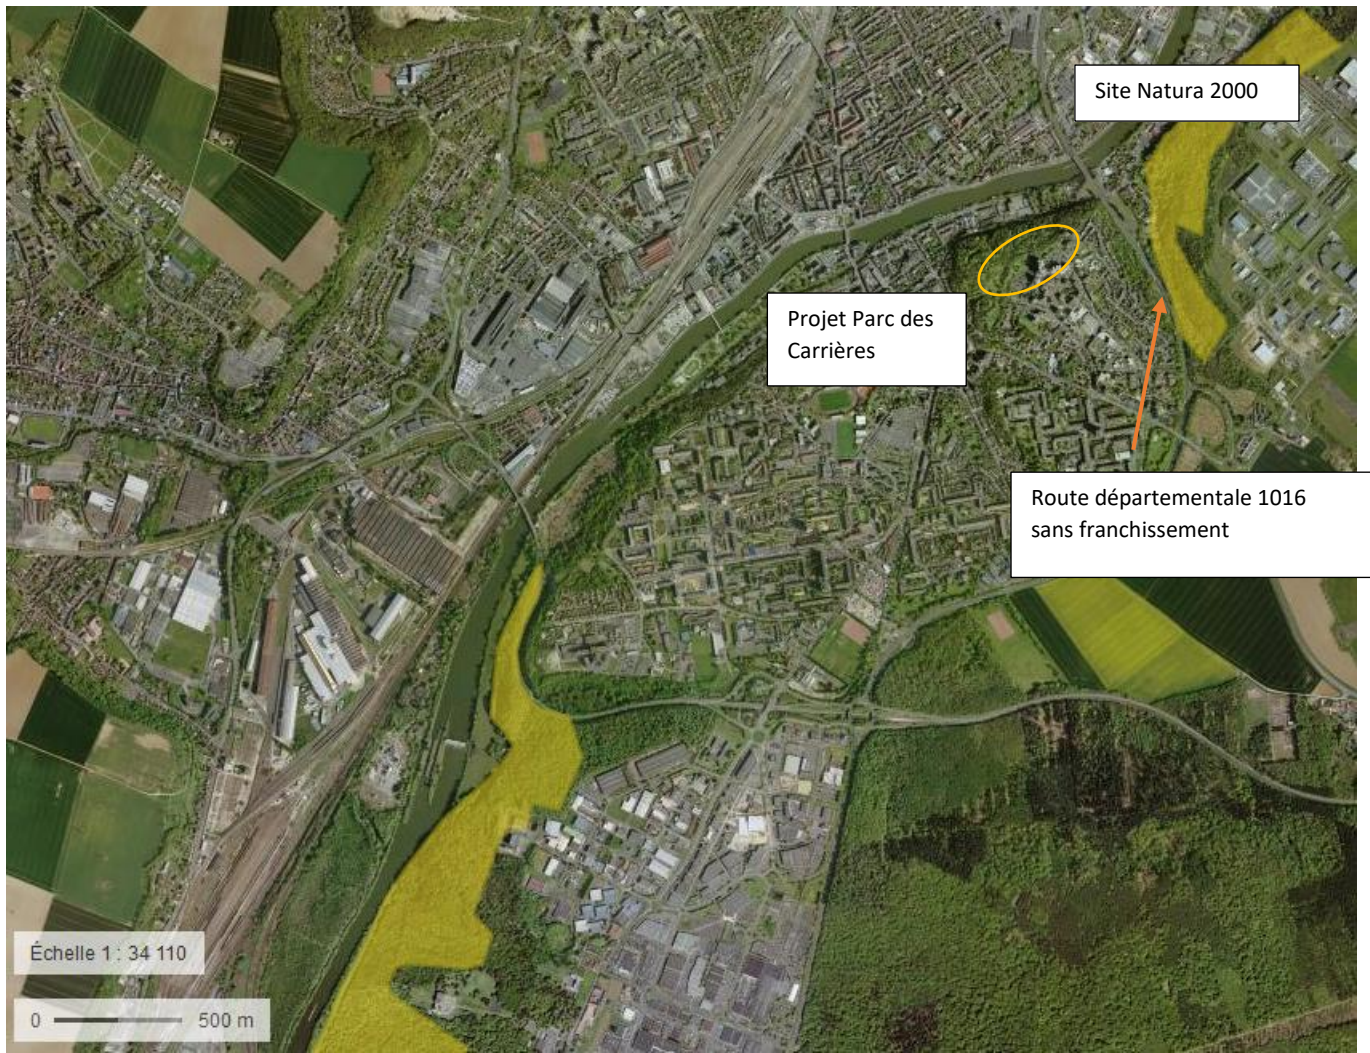 Site Natura 2000
Projet Parc des
Carrières
Route départementale 1016
sans franchissement
Échelle 1 : 34 110
0 500 m